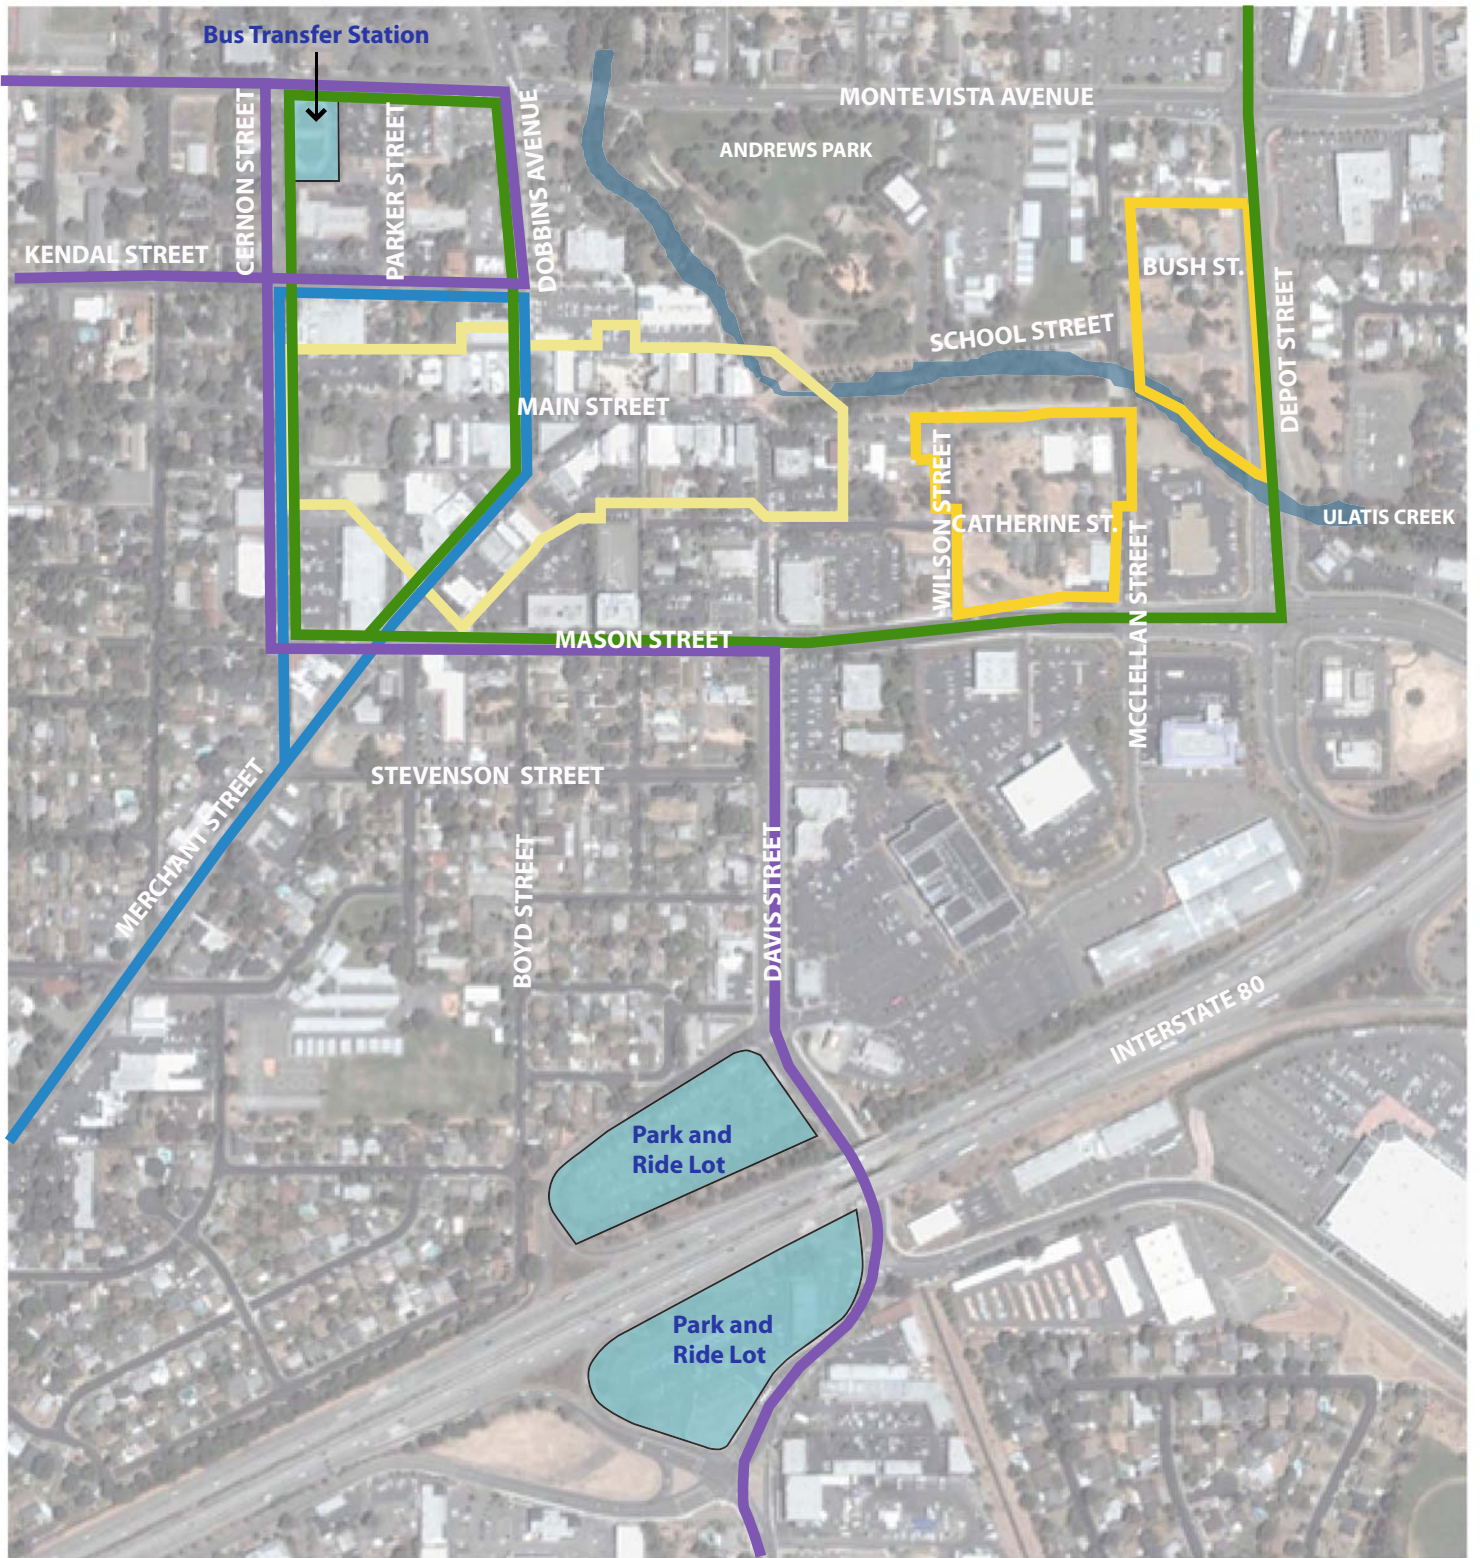 Bus Transfer Station
MONTE VISTA AVENUE
ANDREWS PARK
CERNON STREET
PARKER STREET
DOBBINS AVENUE
KENDAL STREET
BUSH ST.
SCHOOL STREET
DEPOT STREET
MAIN STREET
WILSON STREET
CATHERINE ST.
ULATIS CREEK
MCCLELLAN STREET
MASON STREET
STEVENSON STREET
MERCHANT STREET
BOYD STREET
DAVIS STREET
INTERSTATE 80
Park and
Ride Lot
Park and
Ride Lot